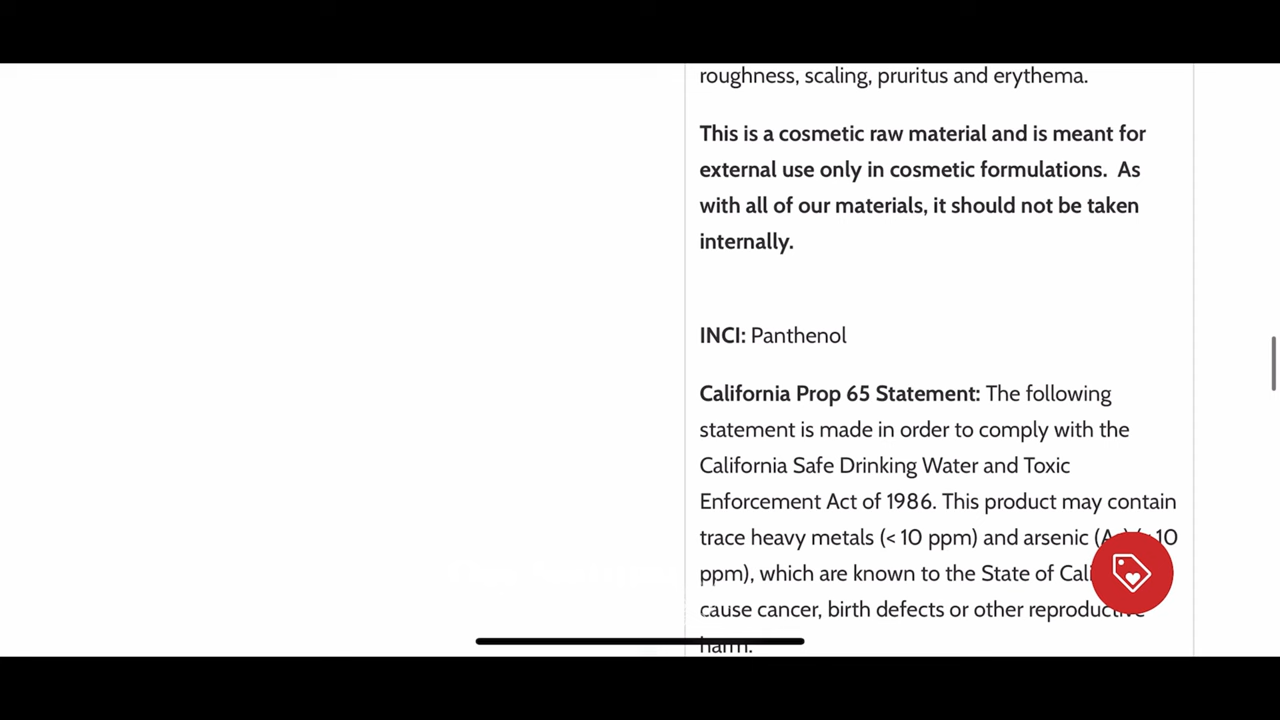 roughness, scaling, pruritus and erythema.
This is a cosmetic raw material and is meant for
external use only in cosmetic formulations.  As
with all of our materials, it should not be taken
internally.
INCI: Panthenol
California Prop 65 Statement: The following
statement is made in order to comply with the
California Safe Drinking Water and Toxic
Enforcement Act of 1986. This product may contain
trace heavy metals (< 10 ppm) and arsenic 10
ppm), which are known to the State of
cause cancer, birth defects or other reproductive
harm.